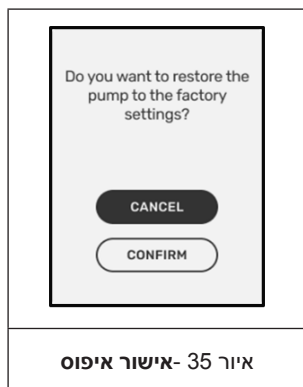 Do you want to restore the
pump to the factory
settings?
CANCEL
CONFIRM
איור 35 -אישור איפוס